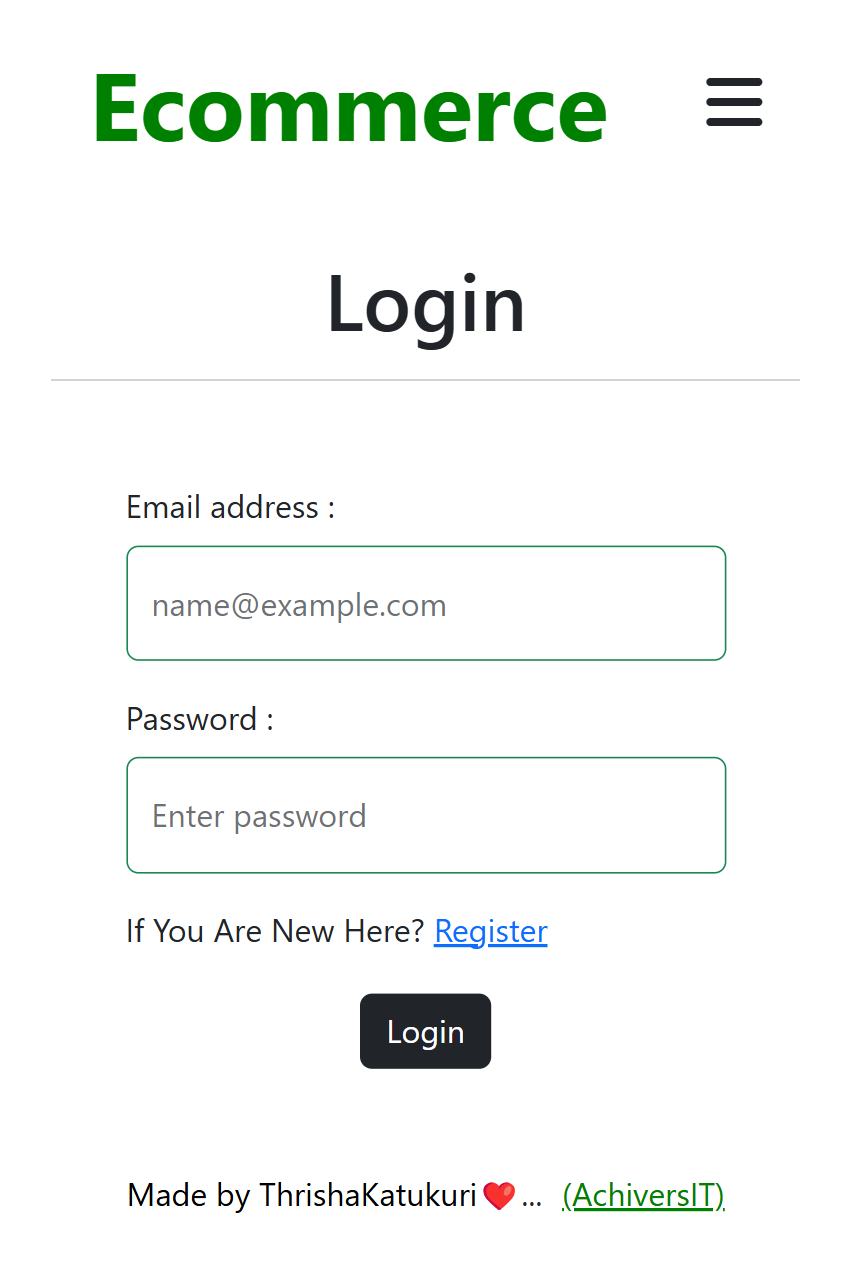 Ecommerce
Login
Email address :
name@example.com
Password :
Enter password
If You Are New Here? Register
Login
Made by ThrishaKatukuri❤️... (AchiversIT)